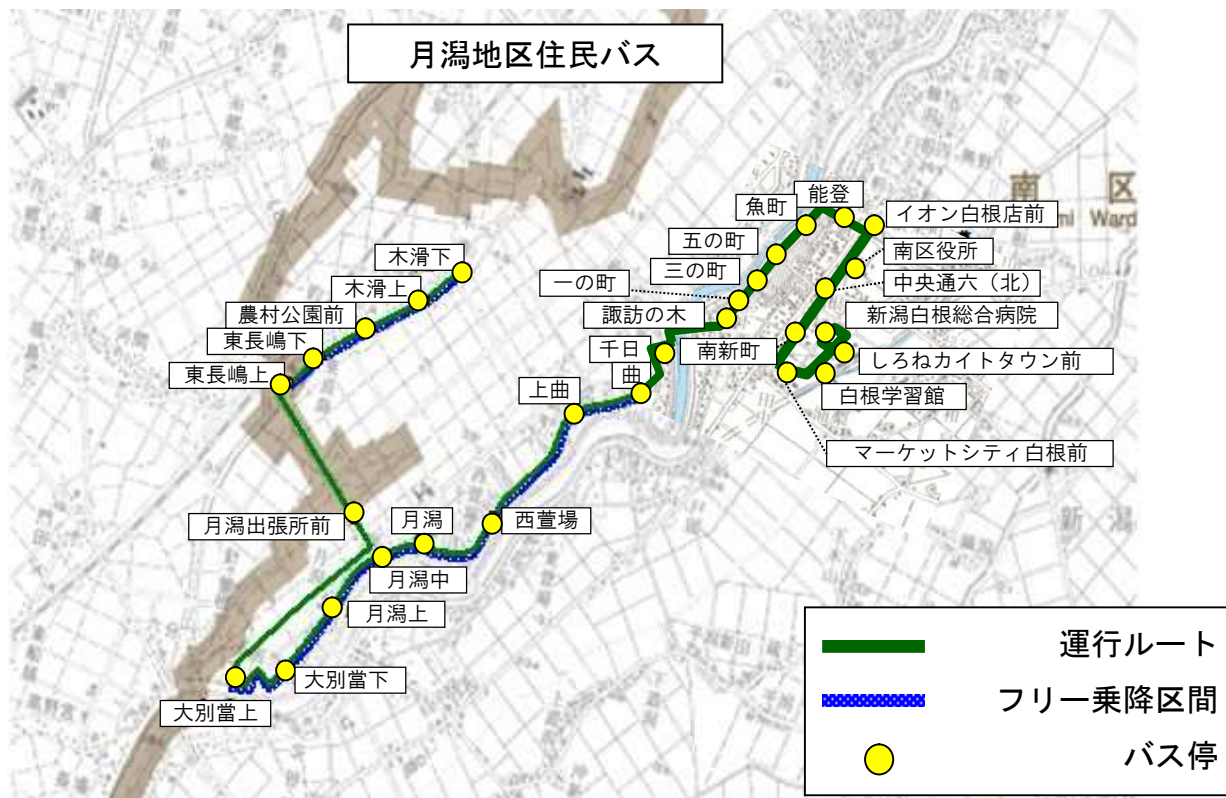 月潟地区住民バス
南 区
mi Ward
能登
魚町
イオン白根店前
五の町
南区役所
木滑下
三の町
中央通六（北）
一の町
木滑上
新潟白根総合病院
農村公園前
諏訪の木
東長嶋下
千日
南新町
しろねカイトタウン前
東長嶋上
曲
上曲
白根学習館
マーケットシティ白根前
月潟出張所前
月潟
西萱場
新潟
月潟中
月潟上
大別當下
大別當上
運行ルート
フリー乗降区間
バス停